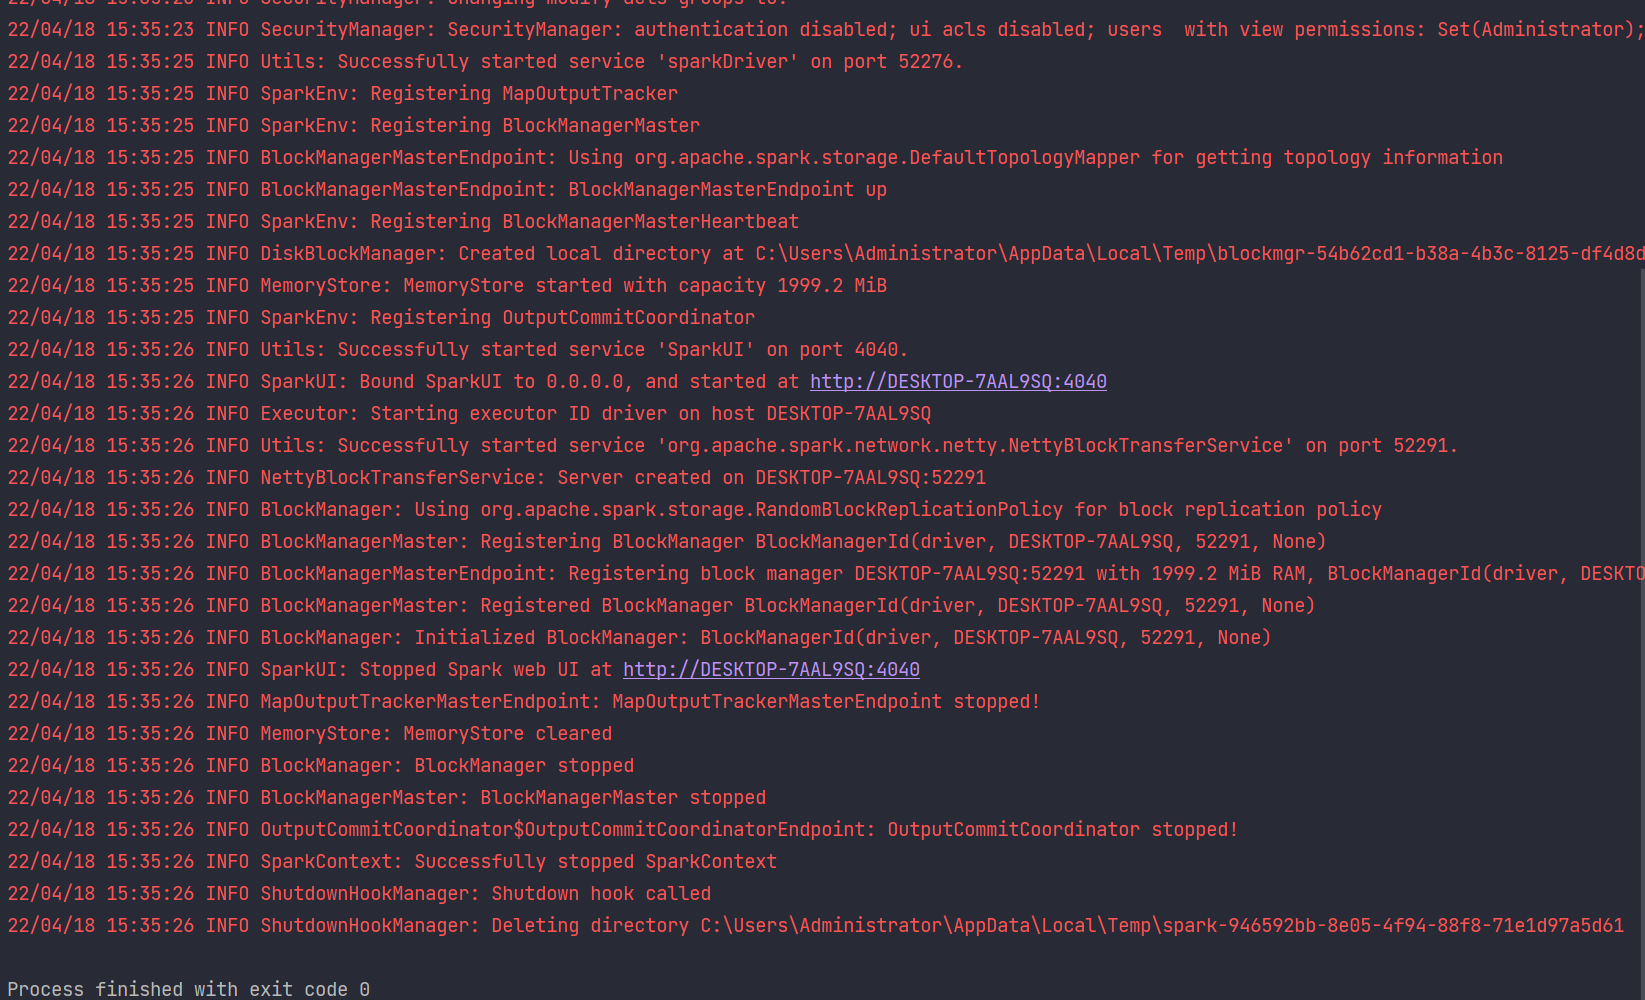 22/04/18 15:35:26 INFO SecurityManager: Changing modify acls groups to:
22/04/18 15:35:23 INFO SecurityManager: SecurityManager: authentication disabled; ui acls disabled; users  with view permissions: Set(Administrator);
22/04/18 15:35:25 INFO Utils: Successfully started service 'sparkDriver' on port 52276.
22/04/18 15:35:25 INFO SparkEnv: Registering MapOutputTracker
22/04/18 15:35:25 INFO SparkEnv: Registering BlockManagerMaster
22/04/18 15:35:25 INFO BlockManagerMasterEndpoint: Using org.apache.spark.storage.DefaultTopologyMapper for getting topology information
22/04/18 15:35:25 INFO BlockManagerMasterEndpoint: BlockManagerMasterEndpoint up
22/04/18 15:35:25 INFO SparkEnv: Registering BlockManagerMasterHeartbeat
22/04/18 15:35:25 INFO DiskBlockManager: Created local directory at C:\Users\Administrator\AppData\Local\Temp\blockmgr-54b62cd1-b38a-4b3c-8125-df4d8d
22/04/18 15:35:25 INFO MemoryStore: MemoryStore started with capacity 1999.2 MiB
22/04/18 15:35:25 INFO SparkEnv: Registering OutputCommitCoordinator
22/04/18 15:35:26 INFO Utils: Successfully started service 'SparkUI' on port 4040.
22/04/18 15:35:26 INFO SparkUI: Bound SparkUI to 0.0.0.0, and started at http://DESKTOP-7AAL9SQ:4040
22/04/18 15:35:26 INFO Executor: Starting executor ID driver on host DESKTOP-7AAL9SQ
22/04/18 15:35:26 INFO Utils: Successfully started service 'org.apache.spark.network.netty.NettyBlockTransferService' on port 52291.
22/04/18 15:35:26 INFO NettyBlockTransferService: Server created on DESKTOP-7AAL9SQ:52291
22/04/18 15:35:26 INFO BlockManager: Using org.apache.spark.storage.RandomBlockReplicationPolicy for block replication policy
22/04/18 15:35:26 INFO BlockManagerMaster: Registering BlockManager BlockManagerId(driver, DESKTOP-7AAL9SQ, 52291, None)
22/04/18 15:35:26 INFO BlockManagerMasterEndpoint: Registering block manager DESKTOP-7AAL9SQ:52291 with 1999.2 MiB RAM, BlockManagerId(driver, DESKTO
22/04/18 15:35:26 INFO BlockManagerMaster: Registered BlockManager BlockManagerId(driver, DESKTOP-7AAL9SQ, 52291, None)
22/04/18 15:35:26 INFO BlockManager: Initialized BlockManager: BlockManagerId(driver, DESKTOP-7AAL9SQ, 52291, None)
22/04/18 15:35:26 INFO SparkUI: Stopped Spark web UI at http://DESKTOP-7AAL9SQ:4040
22/04/18 15:35:26 INFO MapOutputTrackerMasterEndpoint: MapOutputTrackerMasterEndpoint stopped!
22/04/18 15:35:26 INFO MemoryStore: MemoryStore cleared
22/04/18 15:35:26 INFO BlockManager: BlockManager stopped
22/04/18 15:35:26 INFO BlockManagerMaster: BlockManagerMaster stopped
22/04/18 15:35:26 INFO OutputCommitCoordinator$OutputCommitCoordinatorEndpoint: OutputCommitCoordinator stopped!
22/04/18 15:35:26 INFO SparkContext: Successfully stopped SparkContext
22/04/18 15:35:26 INFO ShutdownHookManager: Shutdown hook called
22/04/18 15:35:26 INFO ShutdownHookManager: Deleting directory C:\Users\Administrator\AppData\Local\Temp\spark-946592bb-8e05-4f94-88f8-71e1d97a5d61
Process finished with exit code 0